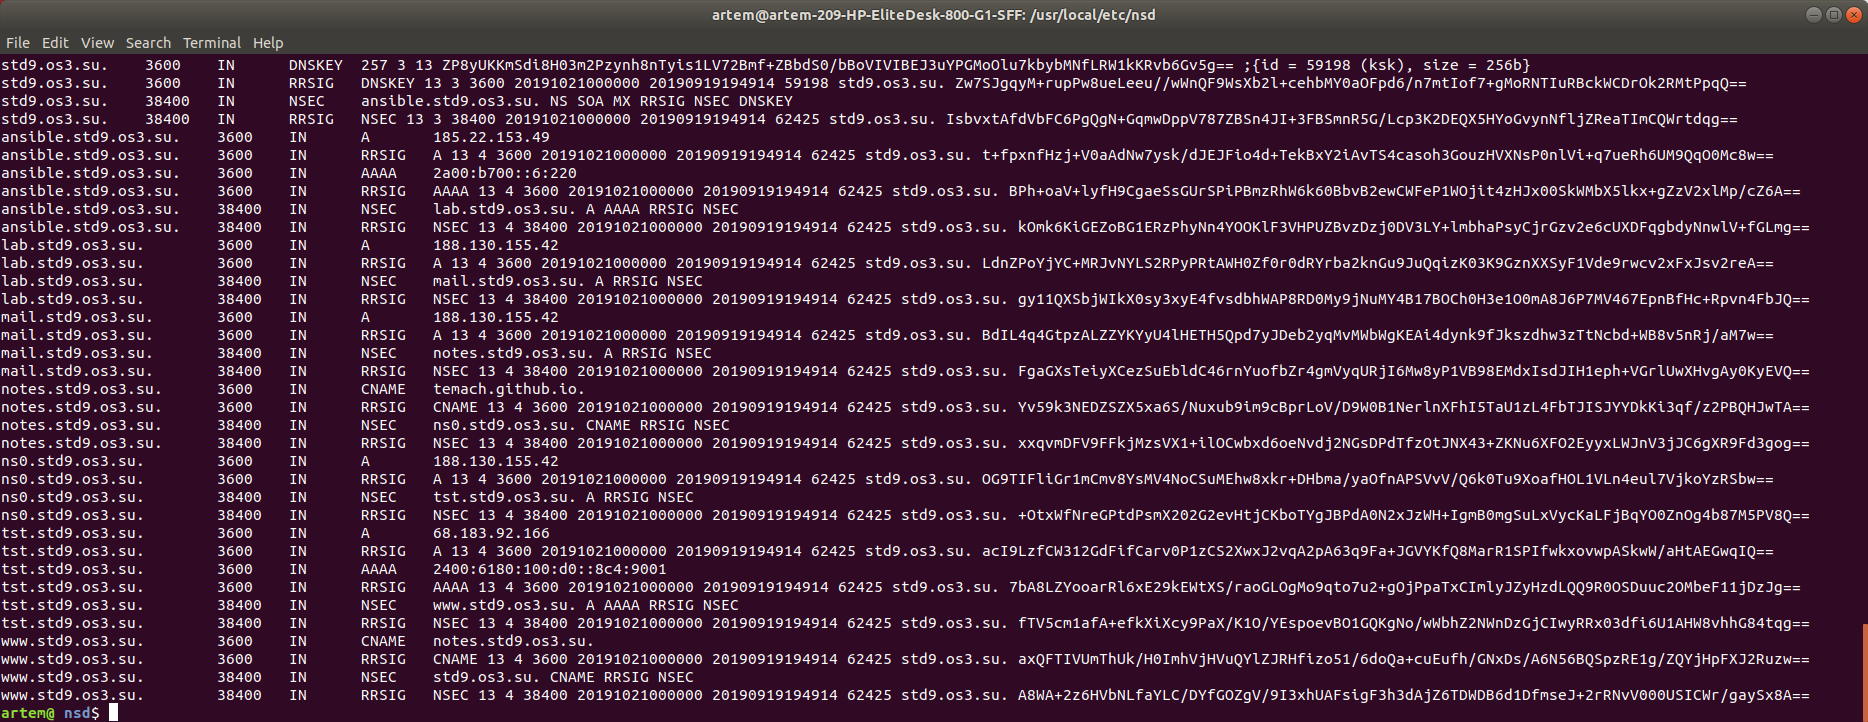 artem@artem-209-HP-EliteDesk-800-G1-SFF: /usr/local/etc/nsd
File Edit View Search Terminal Help
std9.os3.su. 3600 IN DNSKEY 257 3 13 ZP8yUKKmSdi8H03m2Pzynh8nTyis1LV72Bmf+ZBbdS0/bBoVIVIBEJ3uYPGMoOlu7kbybMNfLRW1kKRvb6Gv5g== ;{id = 59198 (ksk), size = 256b}
std9.os3.su. 3600 IN RRSIG DNSKEY 13 3 3600 20191021000000 20190919194914 59198 std9.os3.su. Zw7SJgqyM+rupPw8ueLeeu//wWnQF9WsXb2l+cehbMY0aOFpd6/n7mtIof7+gMoRNTIuRBckWCDrOk2RMtPpqQ==
std9.os3.su. 38400 IN NSEC ansible.std9.os3.su. NS SOA MX RRSIG NSEC DNSKEY
std9.os3.su. 38400 IN RRSIG NSEC 13 3 38400 20191021000000 20190919194914 62425 std9.os3.su. IsbvxtAfdVbFC6PgQgN+GqmwDppV787ZBSn4JI+3FBSmnR5G/Lcp3K2DEQX5HYoGvynNfljZReaTImCQWrtdqg==
ansible.std9.os3.su. 3600 IN A 185.22.153.49
ansible.std9.os3.su. 3600 IN RRSIG A 13 4 3600 20191021000000 20190919194914 62425 std9.os3.su. t+fpxnfHzj+V0aAdNw7ysk/dJEJFio4d+TekBxY2iAvTS4casoh3GouzHVXNsP0nlVi+q7ueRh6UM9QqO0Mc8w==
ansible.std9.os3.su. 3600 IN AAAA 2a00:b700::6:220
ansible.std9.os3.su. 3600 IN RRSIG AAAA 13 4 3600 20191021000000 20190919194914 62425 std9.os3.su. BPh+oaV+lyfH9CgaeSsGUrSPiPBmzRhW6k60BbvB2ewCWFeP1WOjit4zHJx00SkWMbX5lkx+gZzV2xlMp/cZ6A==
ansible.std9.os3.su. 38400 IN NSEC lab.std9.os3.su. A AAAA RRSIG NSEC
ansible.std9.os3.su. 38400 IN RRSIG NSEC 13 4 38400 20191021000000 20190919194914 62425 std9.os3.su. kOmk6KiGEZoBG1ERzPhyNn4YOOKlF3VHPUZBvzDzj0DV3LY+lmbhaPsyCjrGzv2e6cUXDFqgbdyNnwlV+fGLmg==
lab.std9.os3.su. 3600 IN A 188.130.155.42
lab.std9.os3.su. 3600 IN RRSIG A 13 4 3600 20191021000000 20190919194914 62425 std9.os3.su. LdnZPoYjYC+MRJvNYLS2RPyPRtAWH0Zf0r0dRYrba2knGu9JuQqizK03K9GznXXSyF1Vde9rwcv2xFxJsv2reA==
lab.std9.os3.su. 38400 IN NSEC mail.std9.os3.su. A RRSIG NSEC
lab.std9.os3.su. 38400 IN RRSIG NSEC 13 4 38400 20191021000000 20190919194914 62425 std9.os3.su. gy11QXSbjWIkX0sy3xyE4fvsdbhWAP8RD0My9jNuMY4B17BOCh0H3e1O0mA8J6P7MV467EpnBfHc+Rpvn4FbJQ==
mail.std9.os3.su. 3600 IN A 188.130.155.42
mail.std9.os3.su. 3600 IN RRSIG A 13 4 3600 20191021000000 20190919194914 62425 std9.os3.su. BdIL4q4GtpzALZZYKYyU4lHETH5Qpd7yJDeb2yqMvMWbWgKEAi4dynk9fJkszdhw3zTtNcbd+WB8v5nRj/aM7w==
mail.std9.os3.su. 38400 IN NSEC notes.std9.os3.su. A RRSIG NSEC
mail.std9.os3.su. 38400 IN RRSIG NSEC 13 4 38400 20191021000000 20190919194914 62425 std9.os3.su. FgaGXsTeiyXCezSuEbldC46rnYuofbZr4gmVyqURjI6Mw8yP1VB98EMdxIsdJIH1eph+VGrlUwXHvgAy0KyEVQ==
notes.std9.os3.su. 3600 IN CNAME temach.github.io.
notes.std9.os3.su. 3600 IN RRSIG CNAME 13 4 3600 20191021000000 20190919194914 62425 std9.os3.su. Yv59k3NEDZSZX5xa6S/Nuxub9im9cBprLoV/D9W0B1NerlnXFhI5TaU1zL4FbTJISJYYDkKi3qf/z2PBQHJwTA==
notes.std9.os3.su. 38400 IN NSEC ns0.std9.os3.su. CNAME RRSIG NSEC
notes.std9.os3.su. 38400 IN RRSIG NSEC 13 4 38400 20191021000000 20190919194914 62425 std9.os3.su. xxqvmDFV9FFkjMzsVX1+ilOCwbxd6oeNvdj2NGsDPdTfzOtJNX43+ZKNu6XFO2EyyxLWJnV3jJC6gXR9Fd3gog==
ns0.std9.os3.su. 3600 IN A 188.130.155.42
ns0.std9.os3.su. 3600 IN RRSIG A 13 4 3600 20191021000000 20190919194914 62425 std9.os3.su. OG9TIFliGr1mCmv8YsMV4NoCSuMEhw8xkr+DHbma/yaOfnAPSVvV/Q6k0Tu9XoafHOL1VLn4eul7VjkoYzRSbw==
ns0.std9.os3.su. 38400 IN NSEC tst.std9.os3.su. A RRSIG NSEC
ns0.std9.os3.su. 38400 IN RRSIG NSEC 13 4 38400 20191021000000 20190919194914 62425 std9.os3.su. +OtxWfNreGPtdPsmX202G2evHtjCKboTYgJBPdA0N2xJzWH+IgmB0mgSuLxVycKaLFjBqYO0ZnOg4b87M5PV8Q==
tst.std9.os3.su. 3600 IN A 68.183.92.166
tst.std9.os3.su. 3600 IN RRSIG A 13 4 3600 20191021000000 20190919194914 62425 std9.os3.su. acI9LzfCW312GdFifCarv0P1zCS2XwxJ2vqA2pA63q9Fa+JGVYKfQ8MarR1SPIfwkxovwpASkwW/aHtAEGwqIQ==
tst.std9.os3.su. 3600 IN AAAA 2400:6180:100:d0::8c4:9001
tst.std9.os3.su. 3600 IN RRSIG AAAA 13 4 3600 20191021000000 20190919194914 62425 std9.os3.su. 7bA8LZYooarRl6xE29kEWtXS/raoGLOgMo9qto7u2+gOjPpaTxCImlyJZyHzdLQQ9R0OSDuuc2OMbeF11jDzJg==
tst.std9.os3.su. 38400 IN NSEC www.std9.os3.su. A AAAA RRSIG NSEC
tst.std9.os3.su. 38400 IN RRSIG NSEC 13 4 38400 20191021000000 20190919194914 62425 std9.os3.su. fTV5cm1afA+efkXiXcy9PaX/K1O/YEspoevBO1GQKgNo/wWbhZ2NWnDzGjCIwyRRx03dfi6U1AHW8vhhG84tqg==
www.std9.os3.su. 3600 IN CNAME notes.std9.os3.su.
www.std9.os3.su. 3600 IN RRSIG CNAME 13 4 3600 20191021000000 20190919194914 62425 std9.os3.su. axQFTIVUmThUk/H0ImhVjHVuQYlZJRHfizo51/6doQa+cuEufh/GNxDs/A6N56BQSpzRE1g/ZQYjHpFXJ2Ruzw==
www.std9.os3.su. 38400 IN NSEC std9.os3.su. CNAME RRSIG NSEC
www.std9.os3.su. 38400 IN RRSIG NSEC 13 4 38400 20191021000000 20190919194914 62425 std9.os3.su. A8WA+2z6HVbNLfaYLC/DYfGOZgV/9I3xhUAFsigF3h3dAjZ6TDWDB6d1DfmseJ+2rRNvV000USICWr/gaySx8A==
artem@ nsd$